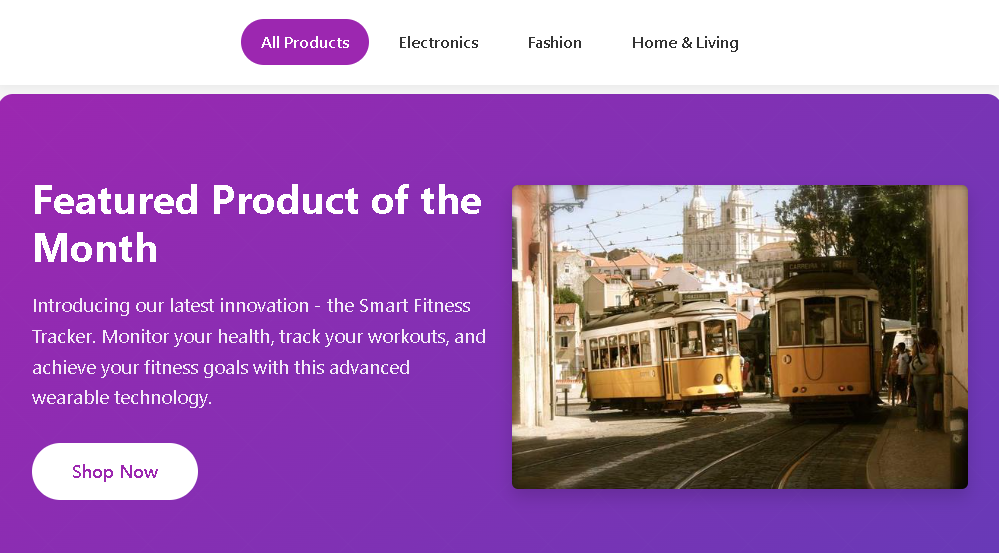 All Products
Electronics
Fashion
Home & Living
Featured Product of the
Month
Introducing our latest innovation - the Smart Fitness
Tracker. Monitor your health, track your workouts, and
achieve your fitness goals with this advanced
wearable technology.
Shop Now